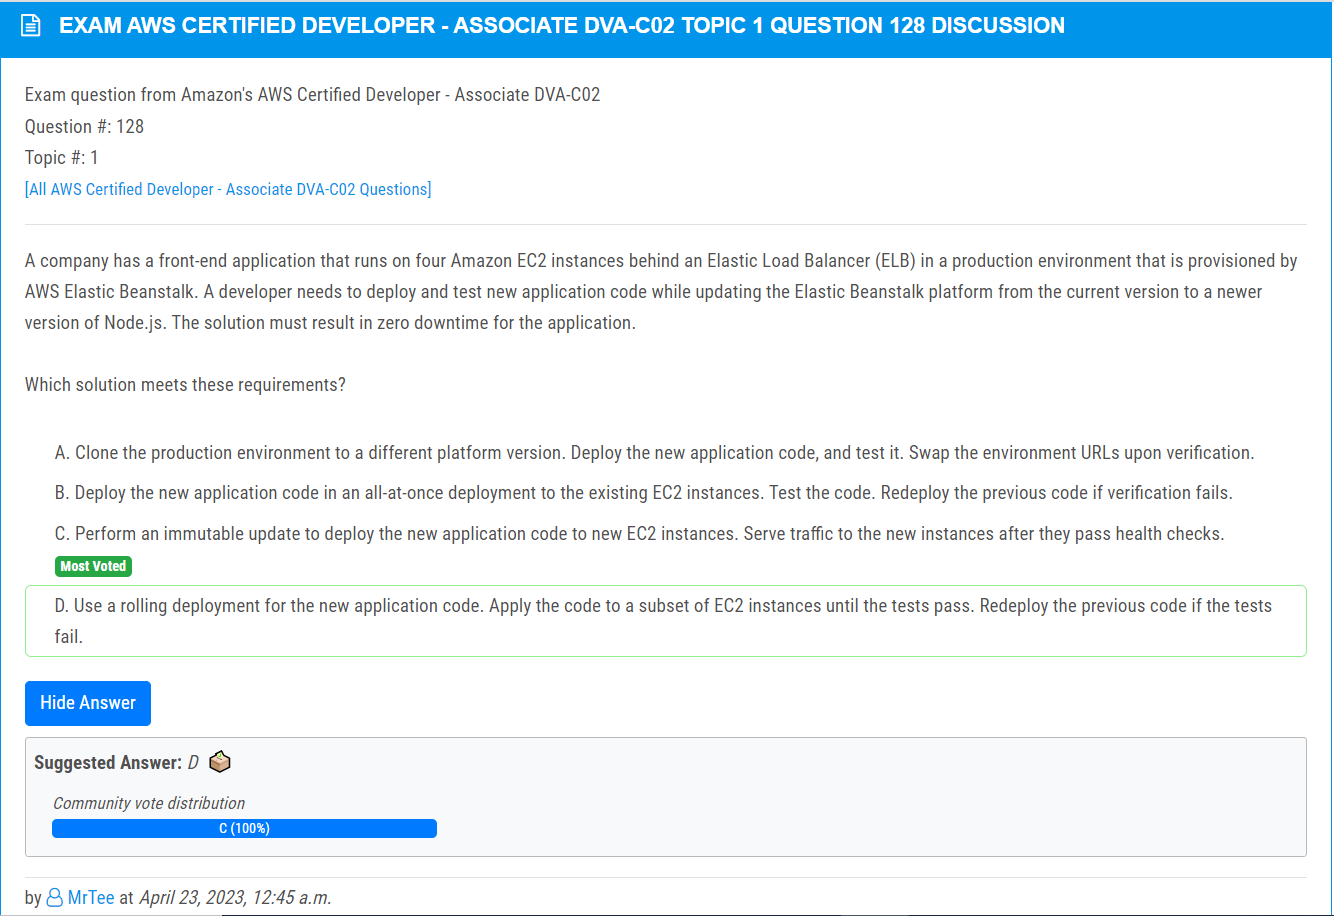 EXAM AWS CERTIFIED DEVELOPER - ASSOCIATE DVA-C02 TOPIC 1 QUESTION 128 DISCUSSION
Exam question from Amazon's AWS Certified Developer - Associate DVA-C02
Question #: 128
Topic #: 1
[All AWS Certified Developer - Associate DVA-C02 Questions]
A company has a front-end application that runs on four Amazon EC2 instances behind an Elastic Load Balancer (ELB) in a production environment that is provisioned by
AWS Elastic Beanstalk. A developer needs to deploy and test new application code while updating the Elastic Beanstalk platform from the current version to a newer
version of Node.js. The solution must result in zero downtime for the application.
Which solution meets these requirements?
A. Clone the production environment to a different platform version. Deploy the new application code, and test it. Swap the environment URLs upon verification.
B. Deploy the new application code in an all-at-once deployment to the existing EC2 instances. Test the code. Redeploy the previous code if verification fails.
C. Perform an immutable update to deploy the new application code to new EC2 instances. Serve traffic to the new instances after they pass health checks.
Most Voted
D. Use a rolling deployment for the new application code. Apply the code to a subset of EC2 instances until the tests pass. Redeploy the previous code if the tests
fail.
Hide Answer
Suggested Answer: D
Community vote distribution
C (100%)
by MrTee at April 23, 2023, 12:45 a.m.